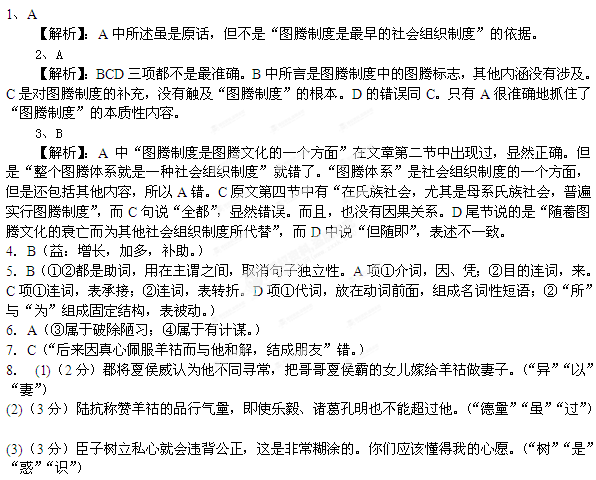 1、A
【解析】：A 中所述虽是原话，但不是“图腾制度是最早的社会组织制度”的依据。
2、A
【解析】：BCD 三项都不是最准确。B 中所言是图腾制度中的图腾标志，其他内涵没有涉及。
C 是对图腾制度的补充，没有触及“图腾制度”的根本。D 的错误同 C。只有 A 很准确地抓住了
“图腾制度”的本质性内容。
3、B
【解析】：A 中“图腾制度是图腾文化的一个方面”在文章第二节中出现过，显然正确。但
是“整个图腾体系就是一种社会组织制度”就错了。“图腾体系”是社会组织制度的一个方面，
但是还包括其他内容，所以 A 错。C 原文第四节中有“在氏族社会，尤其是母系氏族社会，普遍
实行图腾制度”，而 C 句说“全都”，显然错误。而且，也没有因果关系。D 尾节说的是“随着图
腾文化的衰亡而为其他社会组织制度所代替”，而 D 中说“但随即”，表述不一致。
4．B（益：增长，加多，补助。）
5．B（①②都是助词，用在主谓之间，取消句子独立性。A 项①介词，因、凭；②目的连词，来。
C 项①连词，表承接；②连词，表转折。D 项①代词，放在动词前面，组成名词性短语；②“所”
与“为”组成固定结构，表被动。）
6．A（③属于破除陋习；④属于有计谋。）
7．C（“后来因真心佩服羊祜而与他和解，结成朋友”错。）
8． (1)（2 分）郡将夏侯威认为他不同寻常，把哥哥夏侯霸的女儿嫁给羊祜做妻子。（“异”“以”
“妻”）
(2)（3 分）陆抗称赞羊祜的品行气量，即使乐毅、诸葛孔明也不能超过他。（“德量”“虽”“过”）
(3)（3 分）臣子树立私心就会违背公正，这是非常糊涂的。你们应该懂得我的心愿。（“树”“是”
“惑”“识”）